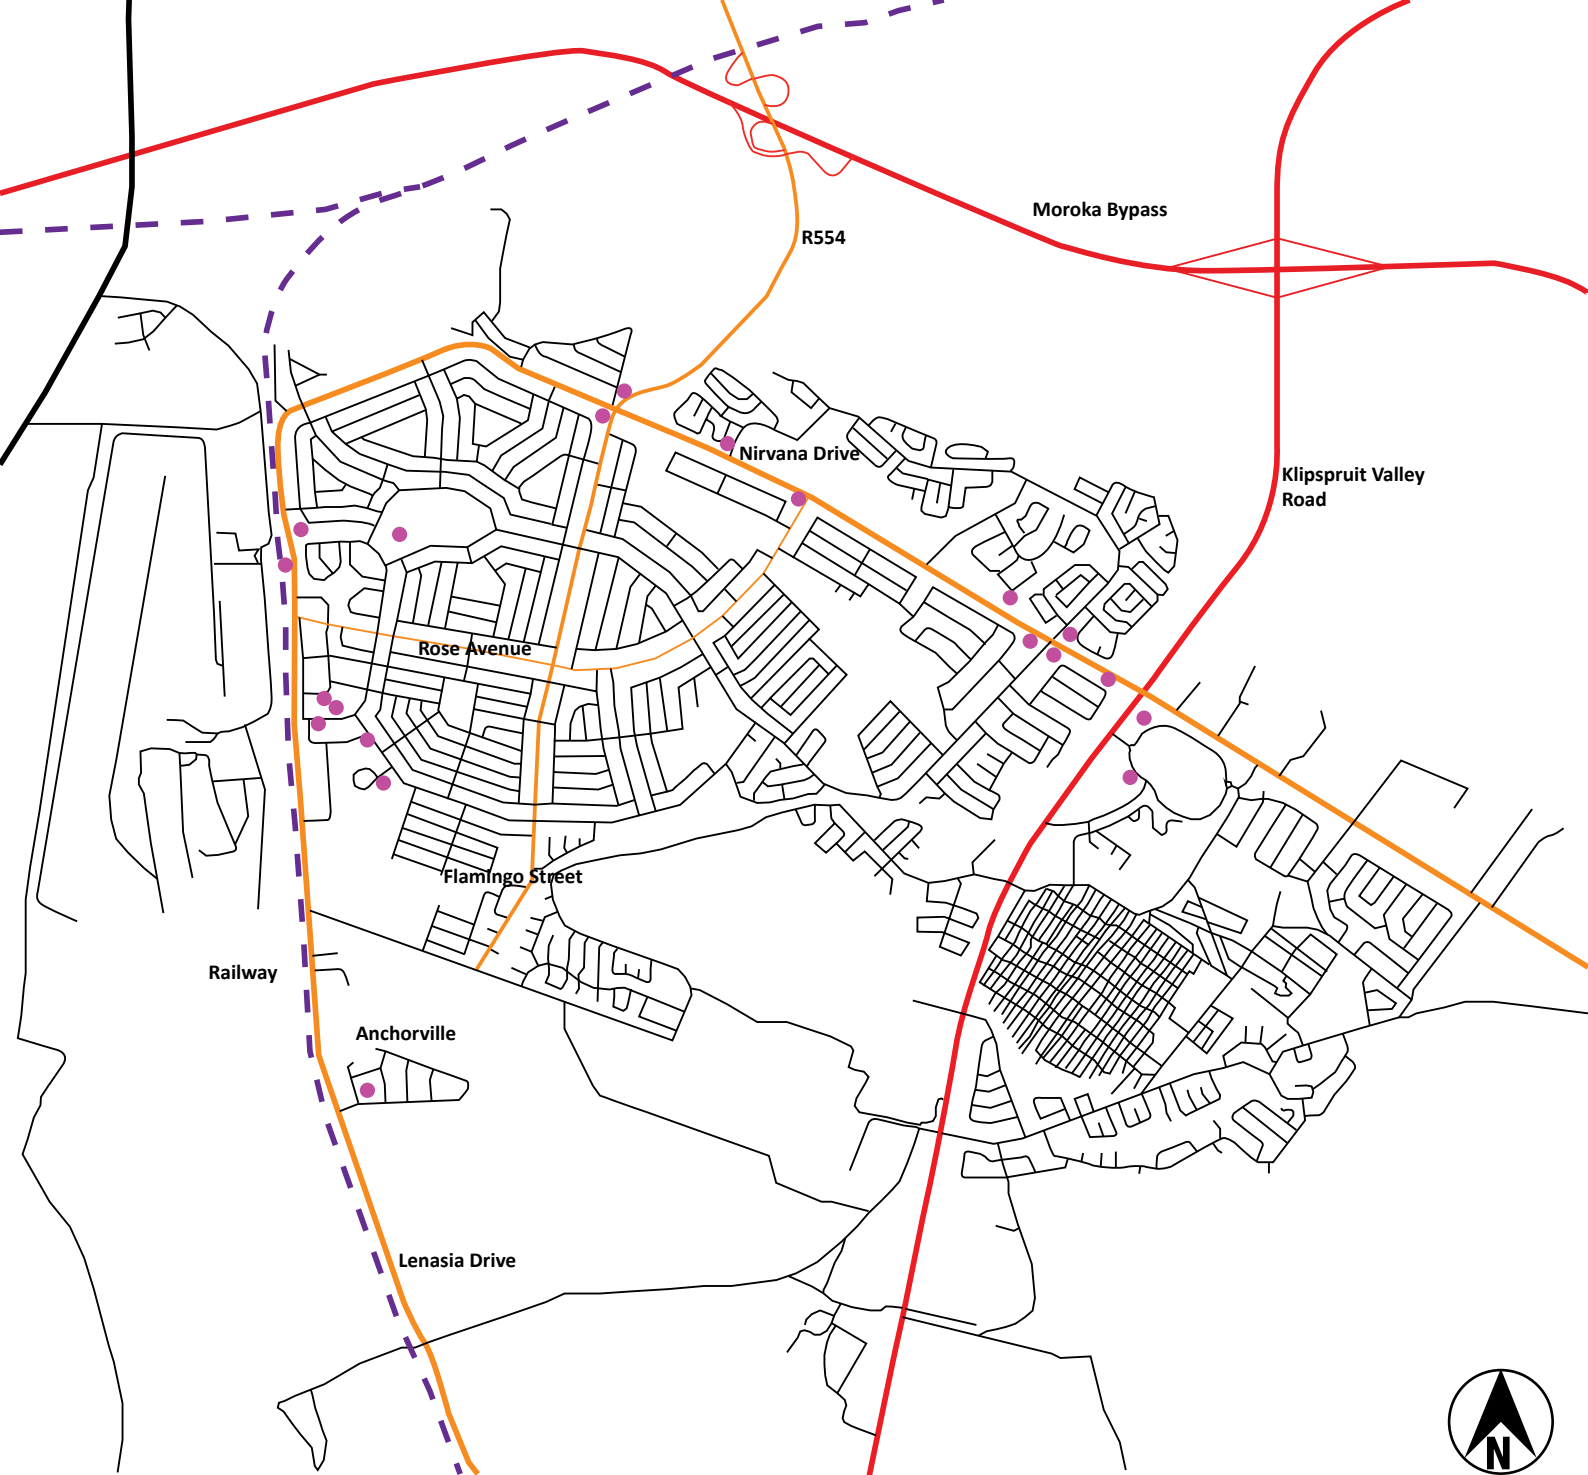 Moroka Bypass
R554
Nirvana Drive
Klipspruit Valley
Road
Rose Avenue
Flamingo Street
Railway
Anchorville
Lenasia Drive
N